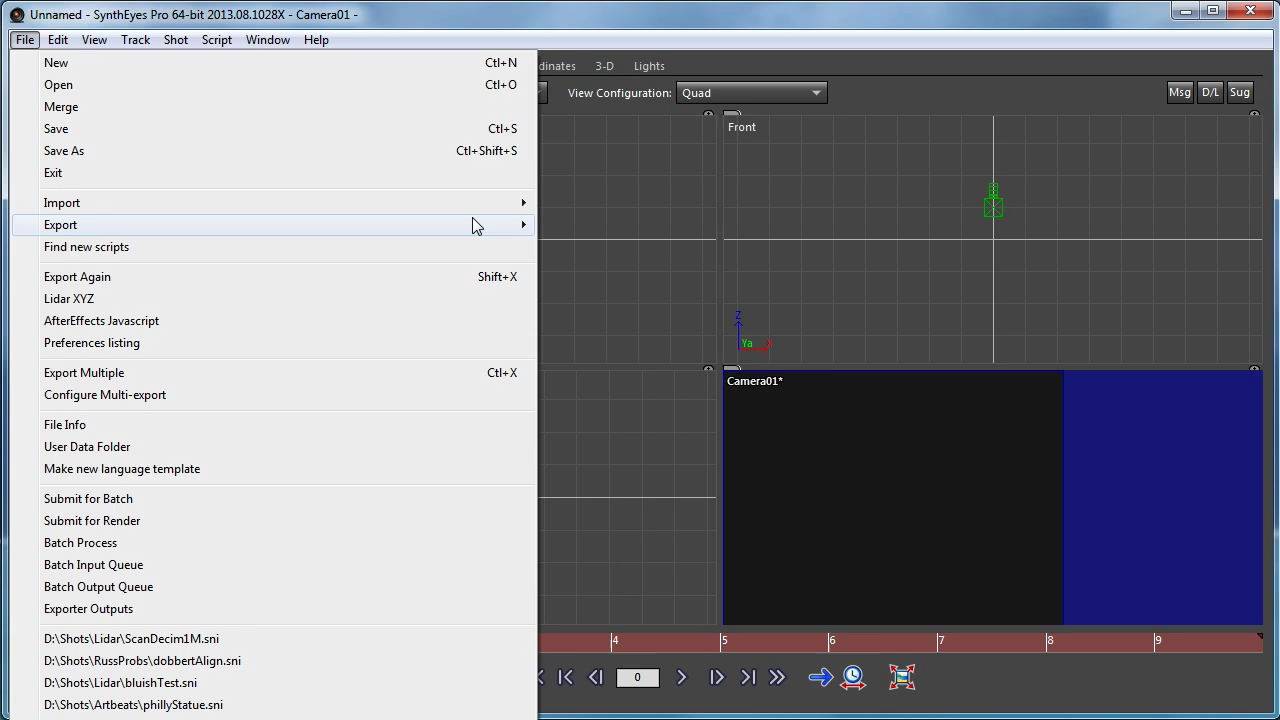 Unnamed - SynthEyes Pro 64-bit 2013.08.1028X - Camera01 -
File Edit View Track Shot Script Window Help
New Ctl+N
Open Ctl+O
Merge
Save Ctl+S
Save As Ctl+Shift+S
Exit
Import
Export
Find new scripts
Export Again Shift+X
Lidar XYZ
AfterEffects Javascript
Preferences listing
Export Multiple Ctl+X
Configure Multi-export
File Info
User Data Folder
Make new language template
Submit for Batch
Submit for Render
Batch Process
Batch Input Queue
Batch Output Queue
Exporter Outputs
D:\Shots\Lidar\ScanDecim1M.sni
D:\Shots\RussProbs\dobbertAlign.sni
D:\Shots\Lidar\bluishTest.sni
D:\Shots\Artbeats\phillyStatue.sni
dinates 3-D Lights
View Configuration: Quad Msg D/L Sug
Front
Z
Ya X
Camera01*
4 5 6 7 8 9
0